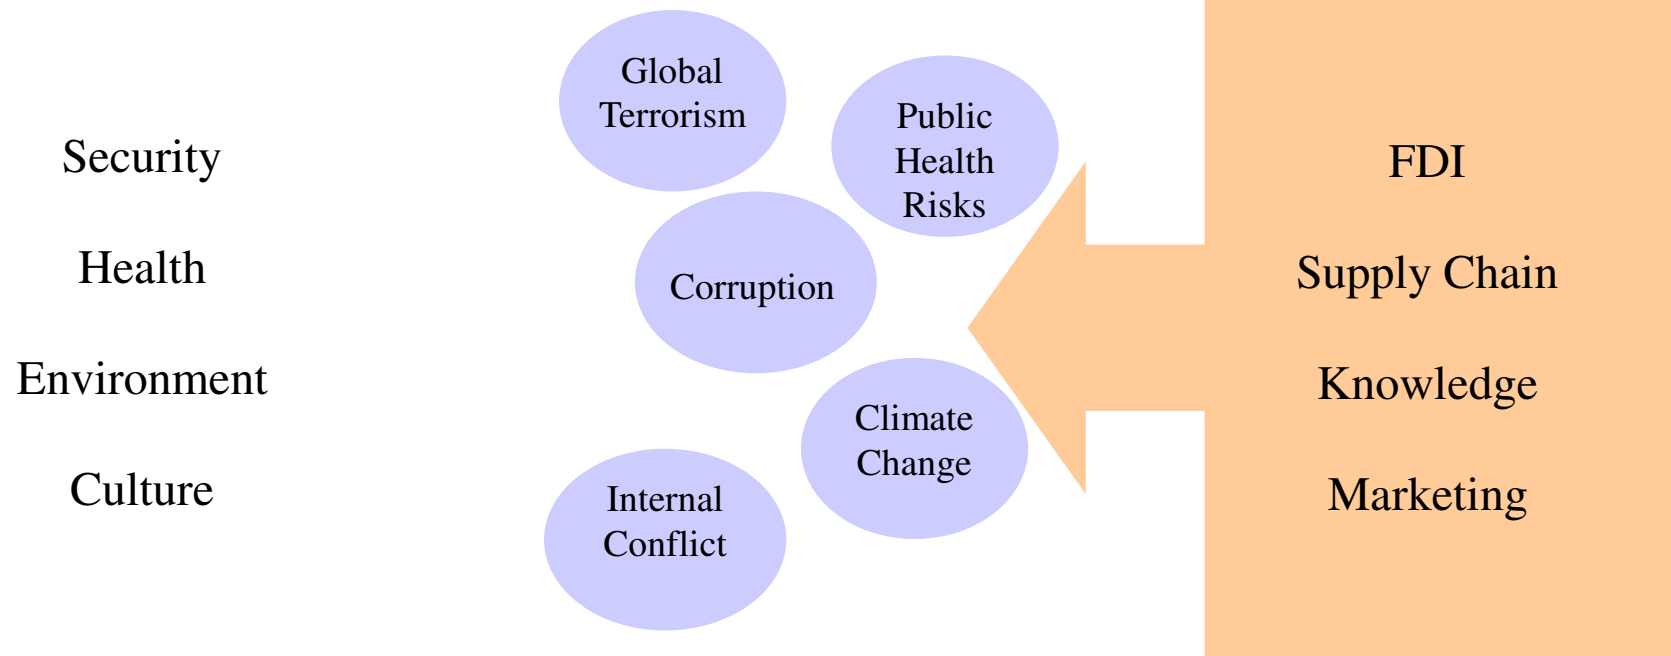 Security
Health
Environment
Culture
Global
Terrorism
Public
Health
Risks
Corruption
Climate
Change
Internal
Conflict
FDI
Supply Chain
Knowledge
Marketing